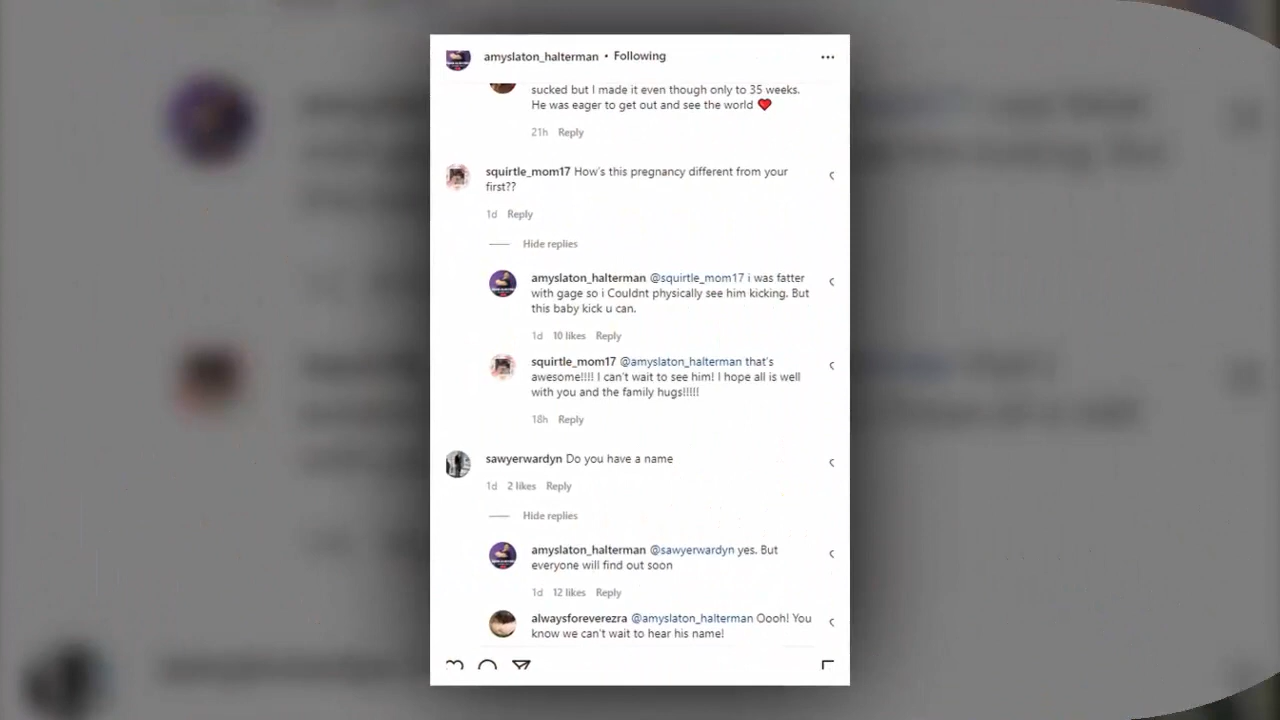 amyslaton_halterman • Following
sucked but I made it even though only to 35 weeks.
He was eager to get out and see the world ❤️
21h Reply
squirtle_mom17 How's this pregnancy different from your
first??
1d Reply
Hide replies
amyslaton_halterman @squirtle_mom17 i was fatter
with gage so i Couldnt physically see him kicking. But
this baby kick u can.
1d 10 likes Reply
squirtle_mom17 @amyslaton_halterman that's
awesome!!!! I can't wait to see him! I hope all is well
with you and the family hugs!!!!!
18h Reply
sawyerwardyn Do you have a name
1d 2 likes Reply
Hide replies
amyslaton_halterman @sawyerwardyn yes. But
everyone will find out soon
1d 12 likes Reply
alwaysforeverezra @amyslaton_halterman Oooh! You
know we can't wait to hear his name!